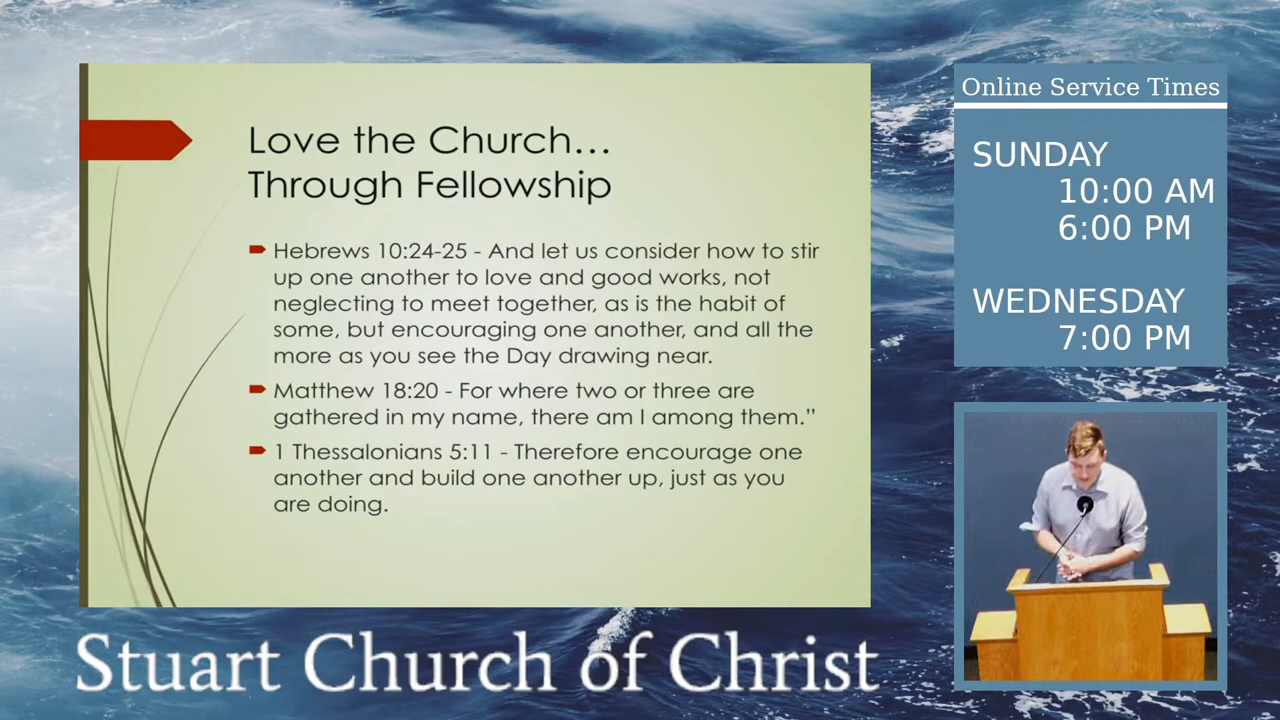 Love the Church…
Through Fellowship
Hebrews 10:24-25 - And let us consider how to stir
up one another to love and good works, not
neglecting to meet together, as is the habit of
some, but encouraging one another, and all the
more as you see the Day drawing near.
Matthew 18:20 - For where two or three are
gathered in my name, there am I among them.”
1 Thessalonians 5:11 - Therefore encourage one
another and build one another up, just as you
are doing.
Stuart Church of Christ
Online Service Times
SUNDAY
10:00 AM
6:00 PM
WEDNESDAY
7:00 PM